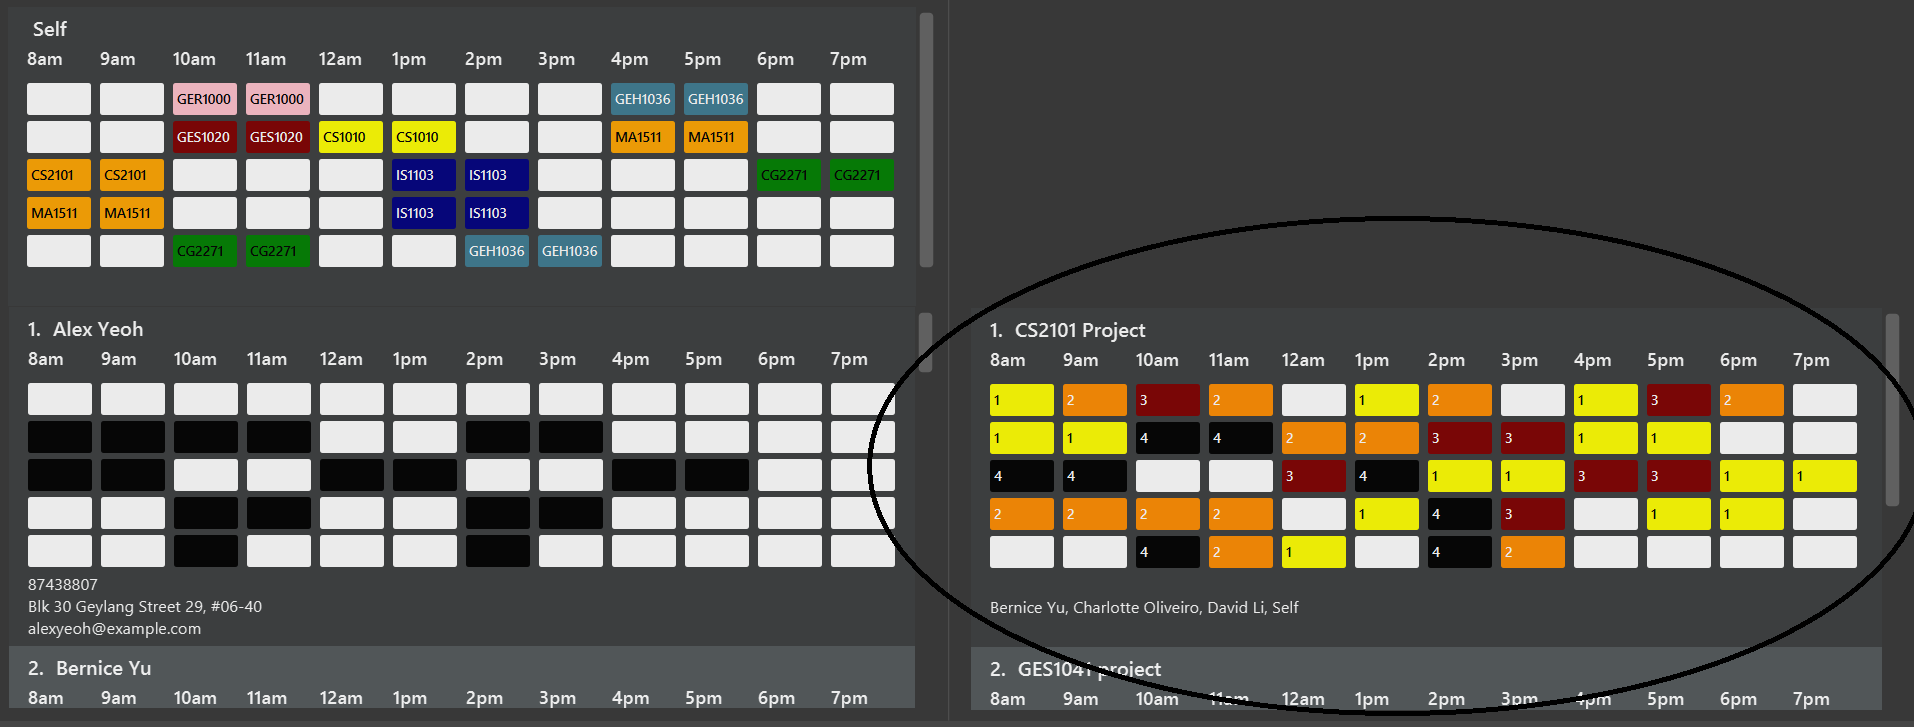 Self
8am 9am 10am 11am 12am 1pm 2pm 3pm 4pm 5pm 6pm 7pm
GER1000 GER1000 GEH1036 GEH1036
GES1020 GES1020 CS1010 CS1010 MA1511 MA1511
CS2101 CS2101 IS1103 IS1103 CG2271 CG2271
MA1511 MA1511 IS1103 IS1103
CG2271 CG2271 GEH1036 GEH1036
1. Alex Yeoh
8am 9am 10am 11am 12am 1pm 2pm 3pm 4pm 5pm 6pm 7pm
87438807
Blk 30 Geylang Street 29, #06-40
alexyeoh@example.com
2. Bernice Yu
8am 9am 10am 11am 12am 1pm 2pm 3pm 4pm 5pm 6pm 7pm
1. CS2101 Project
8am 9am 10am 11am 12am 1pm 2pm 3pm 4pm 5pm 6pm 7pm
1 2 3 2 1 2 1 3 2
1 1 4 4 2 2 3 3 1 1
4 4 3 4 1 1 3 3 1 1
2 2 2 2 1 4 3 1 1
4 2 1 4 2
Bernice Yu, Charlotte Oliveiro, David Li, Self
2. GES1041 project
8am 9am 10am 11am 12am 1pm 2pm 3pm 4pm 5pm 6pm 7pm